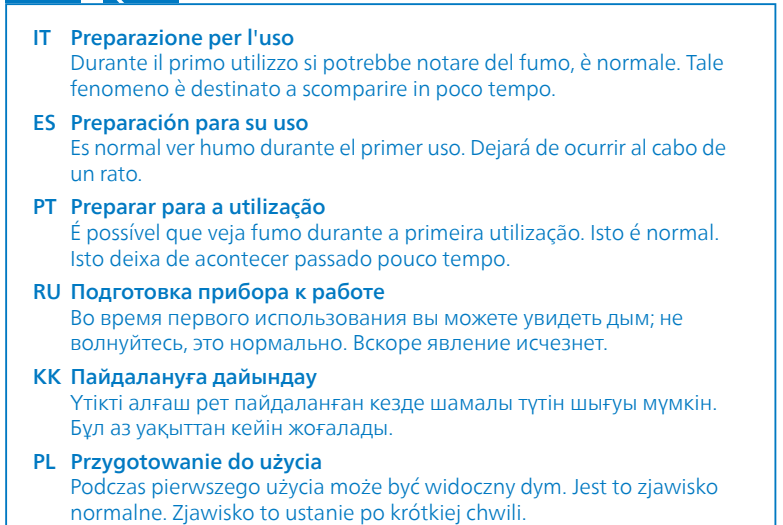 IT Preparazione per l'uso
Durante il primo utilizzo si potrebbe notare del fumo, è normale. Tale
fenomeno è destinato a scomparire in poco tempo.
ES Preparación para su uso
Es normal ver humo durante el primer uso. Dejará de ocurrir al cabo de
un rato.
PT Preparar para a utilização
É possível que veja fumo durante a primeira utilização. Isto é normal.
Isto deixa de acontecer passado pouco tempo.
RU Подготовка прибора к работе
Во время первого использования вы можете увидеть дым; не
волнуйтесь, это нормально. Вскоре явление исчезнет.
КК Пайдалануға дайындау
Үтікті алғаш рет пайдаланған кезде шамалы түтін шығуы мүмкін.
Бұл аз уақыттан кейін жоғалады.
PL Przygotowanie do użycia
Podczas pierwszego użycia może być widoczny dym. Jest to zjawisko
normalne. Zjawisko to ustanie po krótkiej chwili.